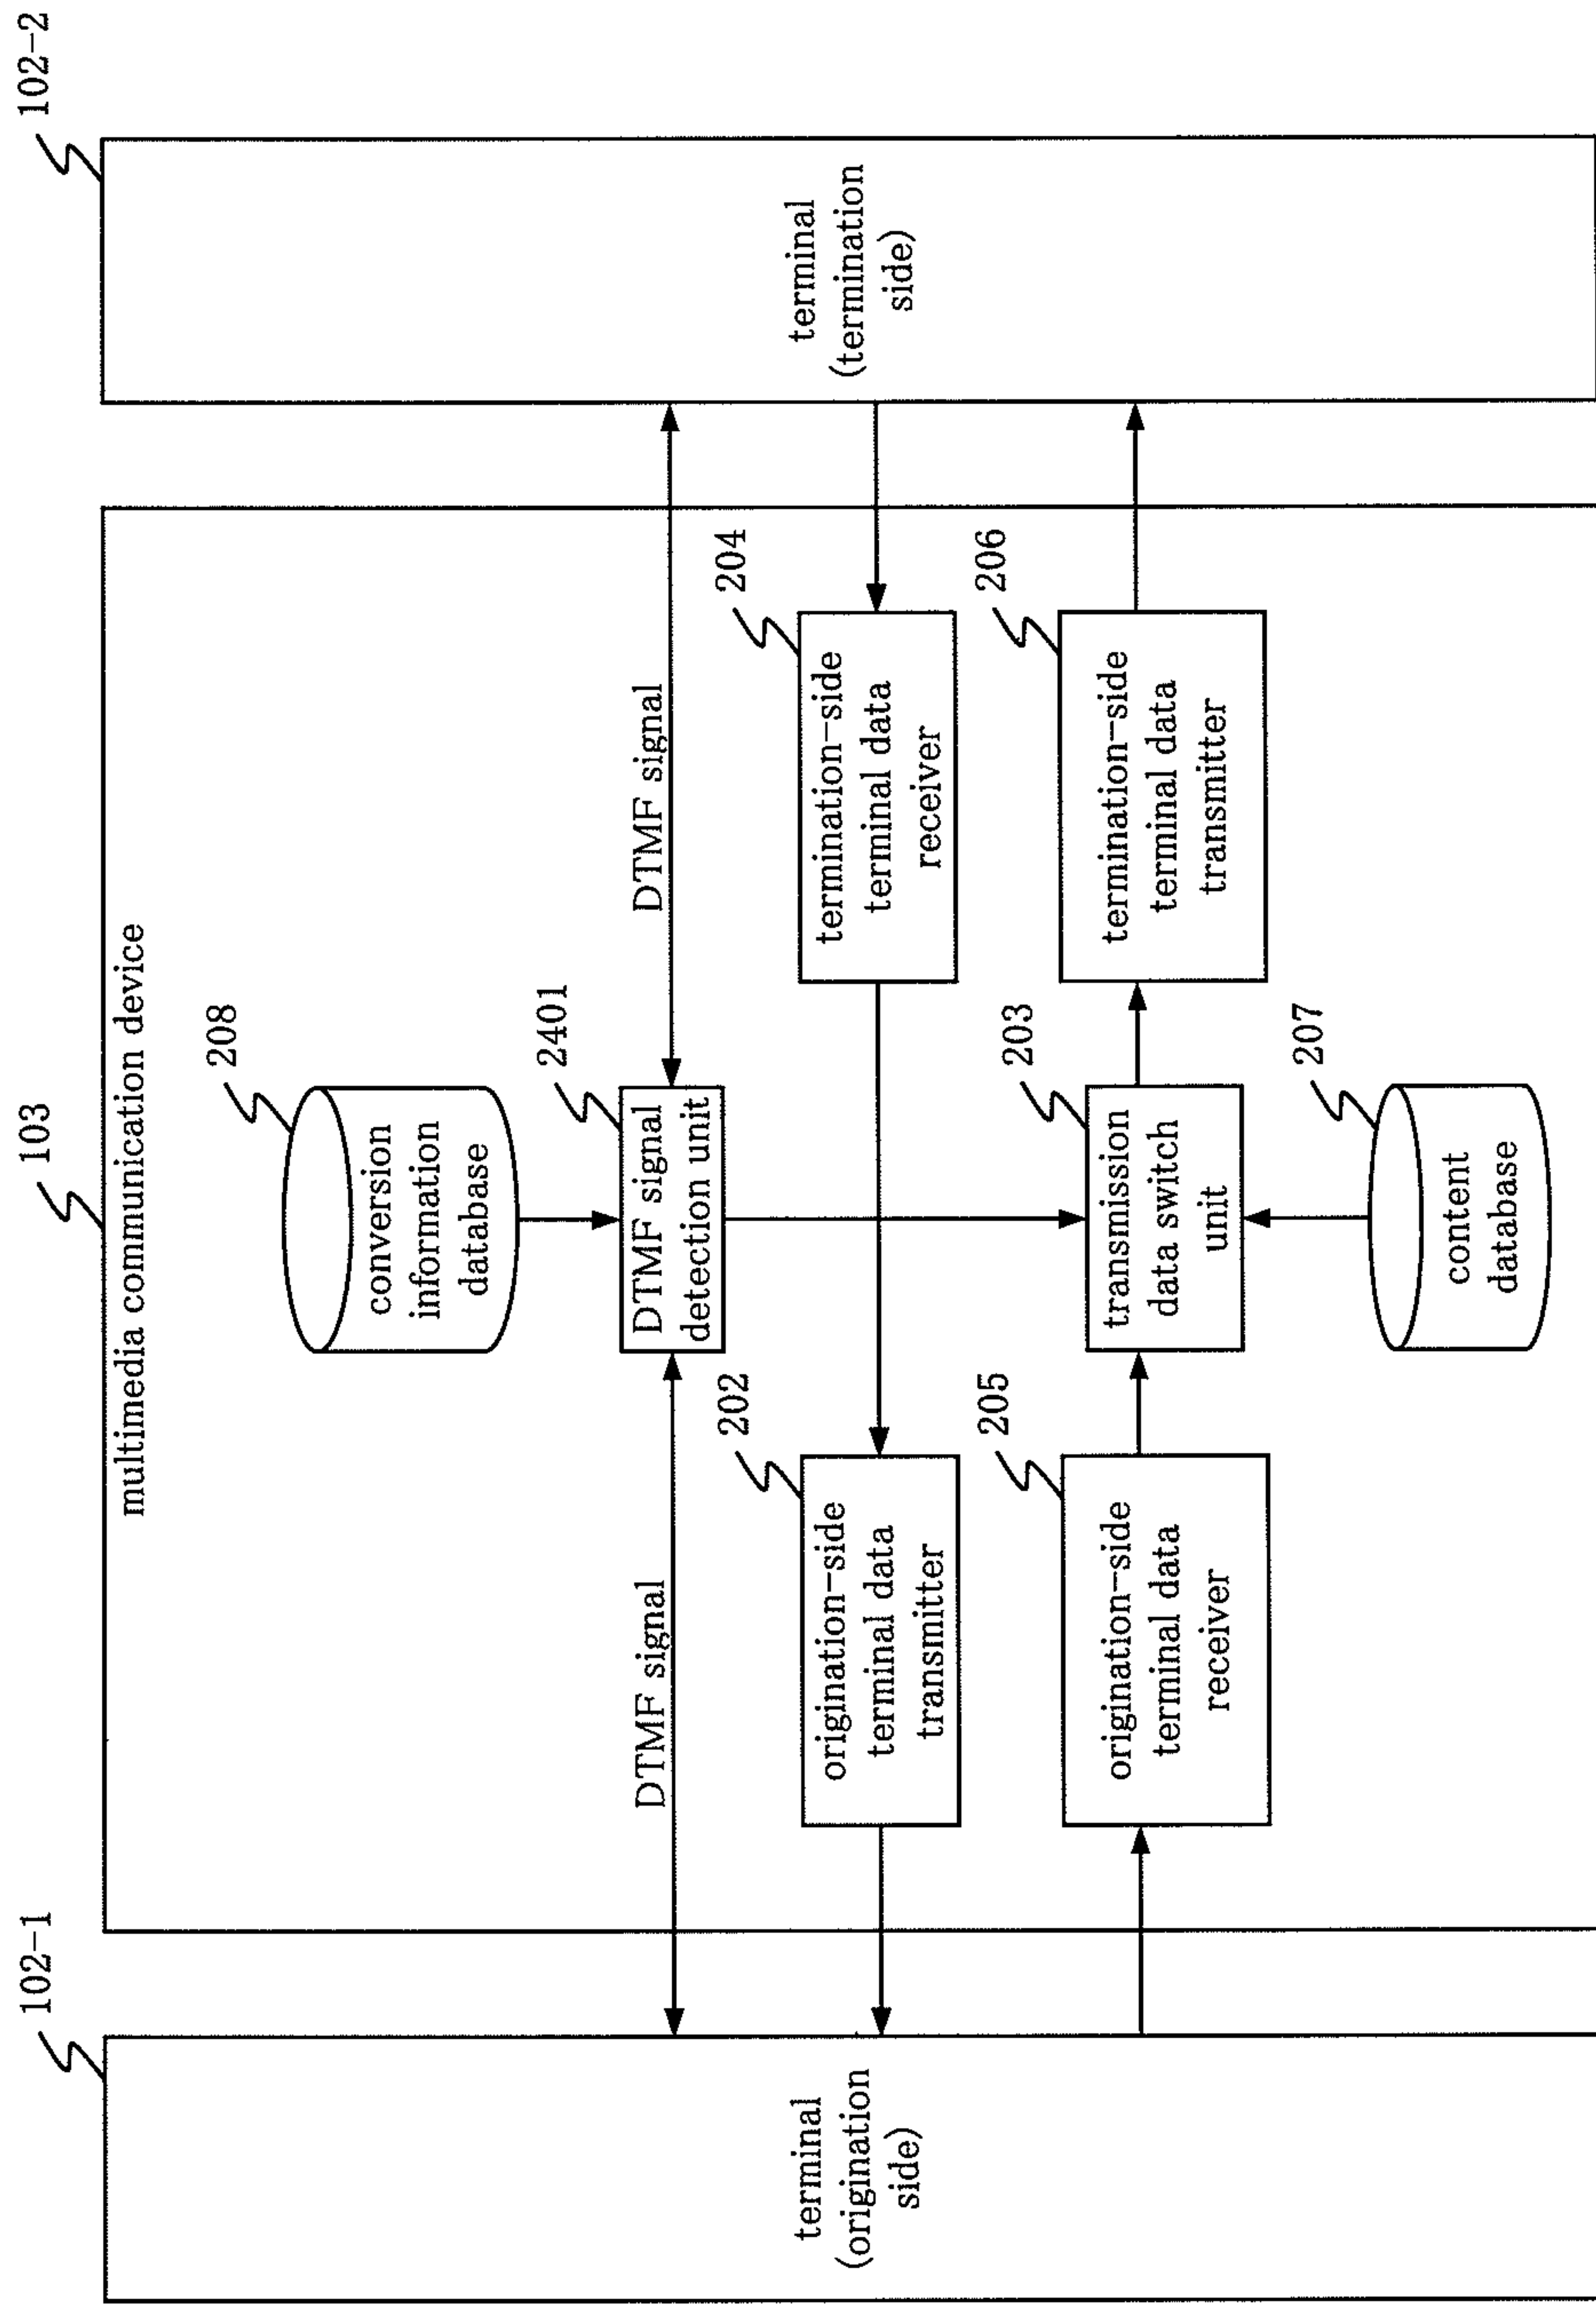 102-1
103
102-2
multimedia communication device
208
conversion
information
database
2401
DTMF signal
DTMF signal
detection unit
DTMF signal
terminal
(origination
side)
202
origination-side
terminal data
transmitter
204
termination-side
terminal data
receiver
terminal
(termination
side)
205
origination-side
terminal data
receiver
203
transmission
data switch
unit
206
termination-side
terminal data
transmitter
207
content
database